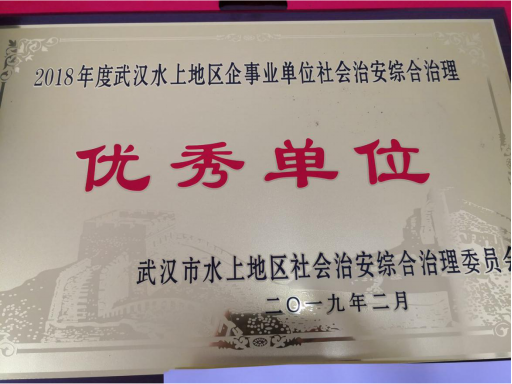 2018年度武汉水上地区企事业单位社会治安综合治理
优秀单位
武汉市水上地区社会治安综合治理委员会
二〇一九年二月